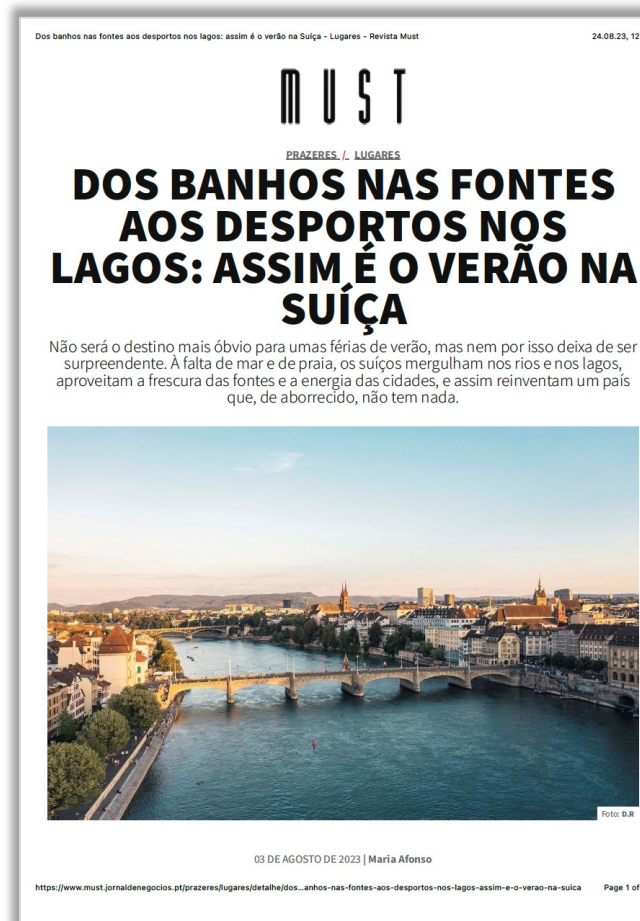 Dos banhos nas fontes aos desportos nos lagos: assim é o verão na Suíça - Lugares - Revista Must
24.08.23, 12
MUST
PRAZERES / LUGARES
DOS BANHOS NAS FONTES
AOS DESPORTOS NOS
LAGOS: ASSIM É O VERÃO NA
SUÍÇA
Não será o destino mais óbvio para umas férias de verão, mas nem por isso deixa de ser
surpreendente. À falta de mar e de praia, os suíços mergulham nos rios e nos lagos,
aproveitam a frescura das fontes e a energia das cidades, e assim reinventam um país
que, de aborrecido, não tem nada.
Foto: D.R
03 DE AGOSTO DE 2023 | Maria Afonso
https://www.must.jornaldenegocios.pt/prazeres/lugares/detalhe/dos...anhos-nas-fontes-aos-desportos-nos-lagos-assim-e-o-verao-na-suica
Page 1 of